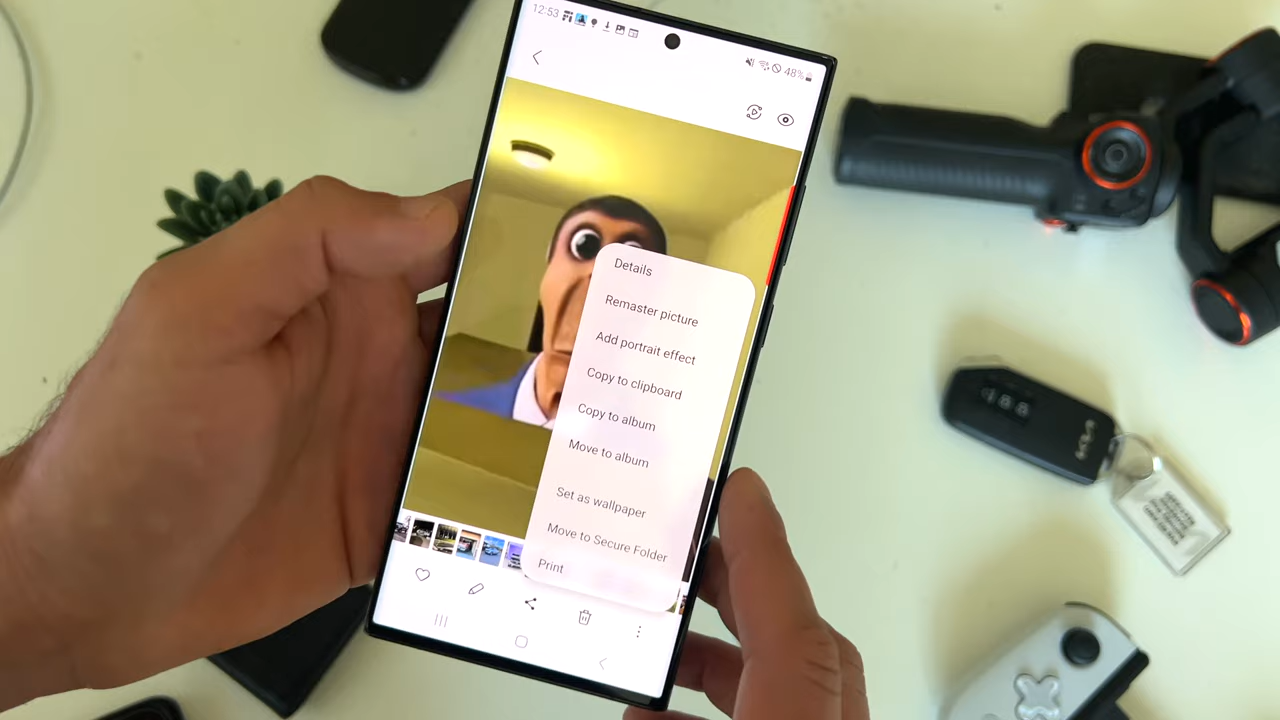 12:53
48%
Details
Remaster picture
Add portrait effect
Copy to clipboard
Copy to album
Move to album
Set as wallpaper
Move to Secure Folder
Print
KIA